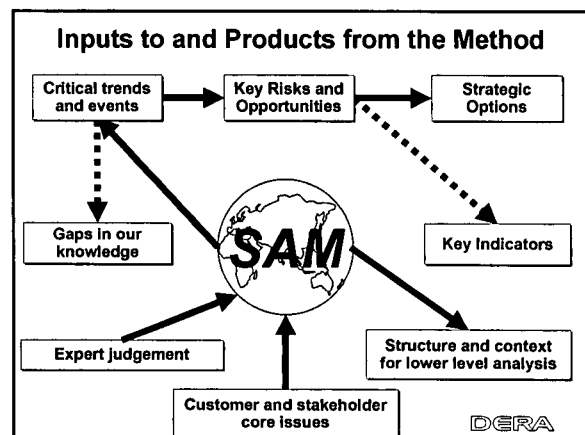 Inputs to and Products from the Method
Critical trends
and events
Key Risks and
Opportunities
Strategic
Options
Gaps in our
knowledge
SAM
Key Indicators
Expert judgement
Structure and context
for lower level analysis
Customer and stakeholder
core issues
DERA